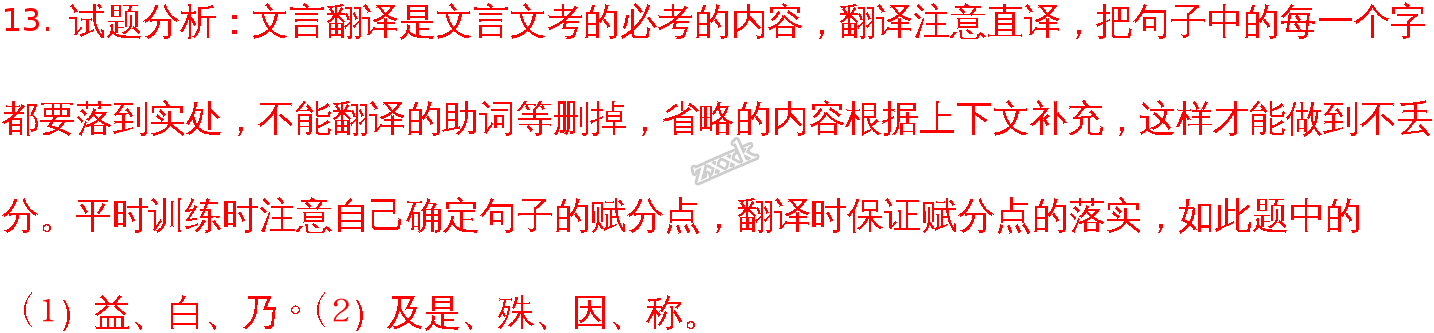 13. 试题分析：文言翻译是文言文考的必考的内容，翻译注意直译，把句子中的每一个字
都要落到实处，不能翻译的助词等删掉，省略的内容根据上下文补充，这样才能做到不丢
zxxk
分。平时训练时注意自己确定句子的赋分点，翻译时保证赋分点的落实，如此题中的
（1）益、白、乃。（2）及是、殊、因、称。